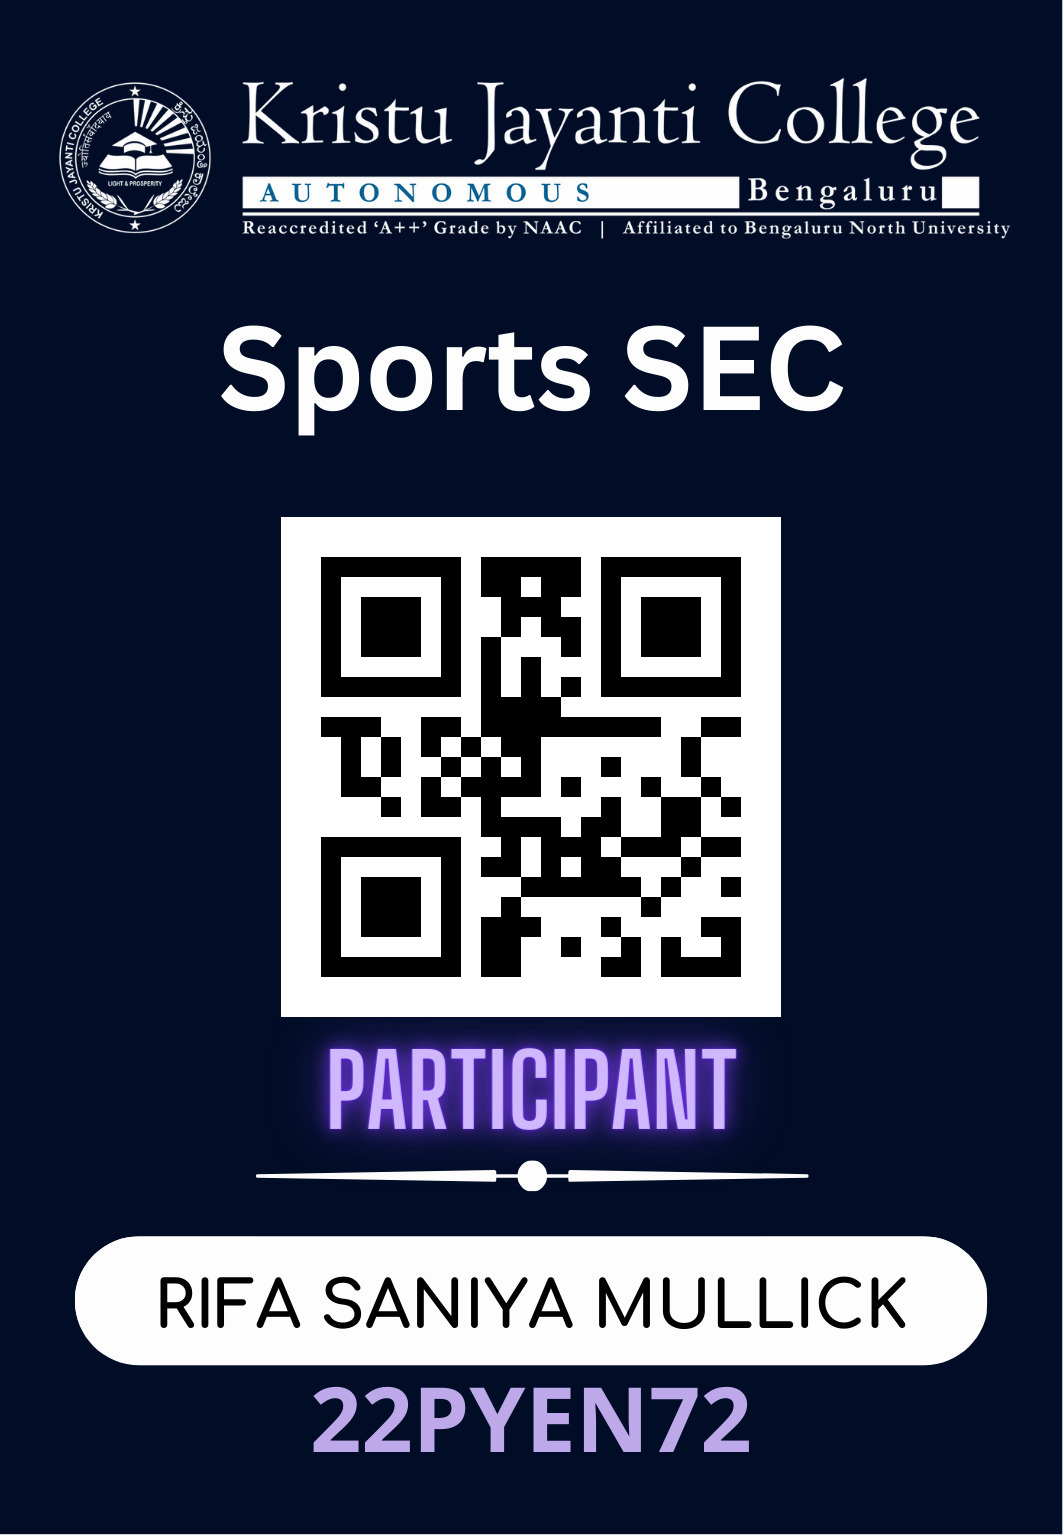 KRISTU JAYANTI COLLEGE
LIGHT & PROSPERITY
Kristu Jayanti College
AUTONOMOUS Bengaluru
Reaccredited ‘A++’ Grade by NAAC | Affiliated to Bengaluru North University
Sports SEC
PARTICIPANT
RIFA SANIYA MULLICK
22PYEN72